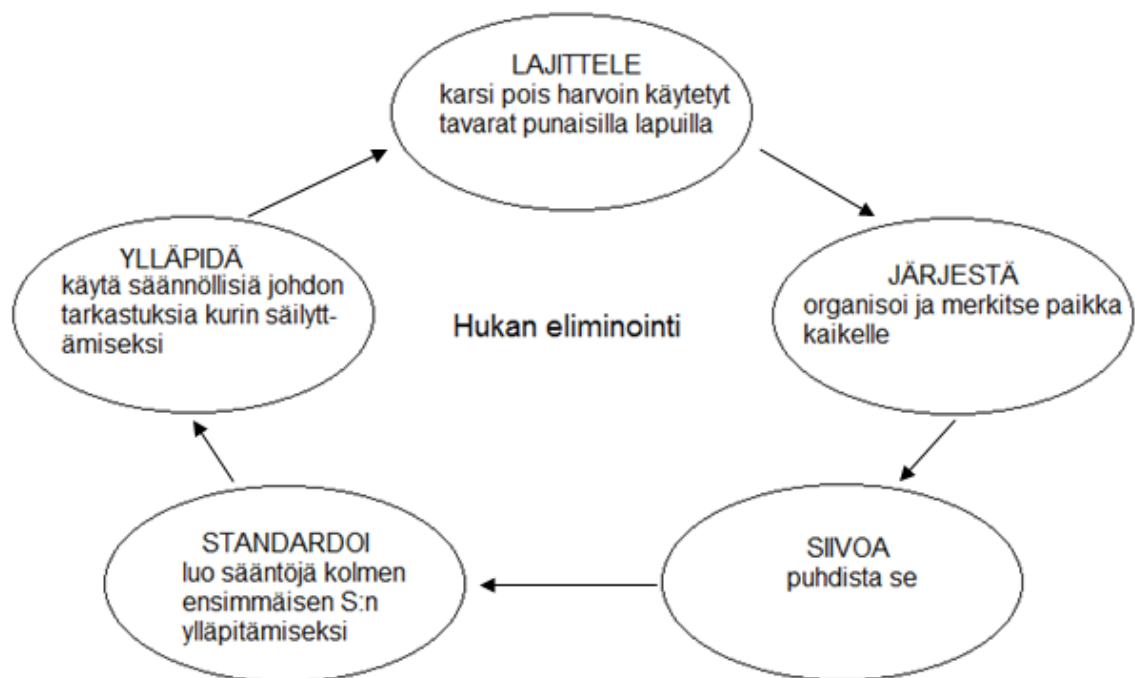 LAJITTELE
karsi pois harvoin käytetyt
tavarat punaisilla lapuilla
YLLÄPIDÄ
käytä säännöllisiä johdon
tarkastuksia kurin säilytt-
ämiseksi
Hukan eliminointi
JÄRJESTÄ
organisoi ja merkitse paikka
kaikelle
STANDARDOI
luo sääntöjä kolmen
ensimmäisen S:n
ylläpitämiseksi
SIIVOA
puhdista se